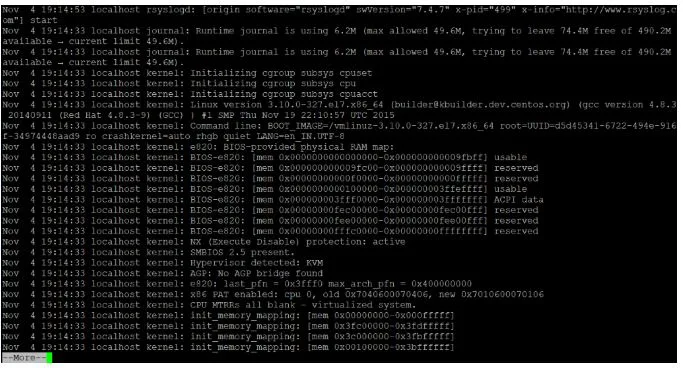 Nov  4 19:14:53 localhost rsyslogd: [origin software="rsyslogd" swVersion="7.4.7" x-pid="499" x-info="http://www.rsyslog.c
om"] start
Nov  4 19:14:33 localhost journal: Runtime journal is using 6.2M (max allowed 49.6M, trying to leave 74.4M free of 490.2M
available → current limit 49.6M).
Nov  4 19:14:33 localhost journal: Runtime journal is using 6.2M (max allowed 49.6M, trying to leave 74.4M free of 490.2M
available → current limit 49.6M).
Nov  4 19:14:33 localhost kernel: Initializing cgroup subsys cpuset
Nov  4 19:14:33 localhost kernel: Initializing cgroup subsys cpu
Nov  4 19:14:33 localhost kernel: Initializing cgroup subsys cpuacct
Nov  4 19:14:33 localhost kernel: Linux version 3.10.0-327.el7.x86_64 (builder@kbuilder.dev.centos.org) (gcc version 4.8.3
 20140911 (Red Hat 4.8.3-9) (GCC) ) #1 SMP Thu Nov 19 22:10:57 UTC 2015
Nov  4 19:14:33 localhost kernel: Command line: BOOT_IMAGE=/vmlinuz-3.10.0-327.el7.x86_64 root=UUID=d5d45341-6722-494e-916
f-34974448aad9 ro crashkernel=auto rhgb quiet LANG=en_IN.UTF-8
Nov  4 19:14:33 localhost kernel: e820: BIOS-provided physical RAM map:
Nov  4 19:14:33 localhost kernel: BIOS-e820: [mem 0x0000000000000000-0x000000000009fbff] usable
Nov  4 19:14:33 localhost kernel: BIOS-e820: [mem 0x000000000009fc00-0x000000000009ffff] reserved
Nov  4 19:14:33 localhost kernel: BIOS-e820: [mem 0x00000000000f0000-0x00000000000fffff] reserved
Nov  4 19:14:33 localhost kernel: BIOS-e820: [mem 0x0000000000100000-0x000000003ffeffff] usable
Nov  4 19:14:33 localhost kernel: BIOS-e820: [mem 0x000000003fff0000-0x000000003fffffff] ACPI data
Nov  4 19:14:33 localhost kernel: BIOS-e820: [mem 0x00000000fec00000-0x00000000fec00fff] reserved
Nov  4 19:14:33 localhost kernel: BIOS-e820: [mem 0x00000000fee00000-0x00000000fee00fff] reserved
Nov  4 19:14:33 localhost kernel: BIOS-e820: [mem 0x00000000fffc0000-0x00000000ffffffff] reserved
Nov  4 19:14:33 localhost kernel: NX (Execute Disable) protection: active
Nov  4 19:14:33 localhost kernel: SMBIOS 2.5 present.
Nov  4 19:14:33 localhost kernel: Hypervisor detected: KVM
Nov  4 19:14:33 localhost kernel: AGP: No AGP bridge found
Nov  4 19:14:33 localhost kernel: e820: last_pfn = 0x3fff0 max_arch_pfn = 0x400000000
Nov  4 19:14:33 localhost kernel: x86 PAT enabled: cpu 0, old 0x7040600070406, new 0x7010600070106
Nov  4 19:14:33 localhost kernel: CPU MTRRs all blank - virtualized system.
Nov  4 19:14:33 localhost kernel: init_memory_mapping: [mem 0x00000000-0x000fffff]
Nov  4 19:14:33 localhost kernel: init_memory_mapping: [mem 0x3fc00000-0x3fdfffff]
Nov  4 19:14:33 localhost kernel: init_memory_mapping: [mem 0x3c000000-0x3fbfffff]
Nov  4 19:14:33 localhost kernel: init_memory_mapping: [mem 0x00100000-0x3bffffff]
--More--